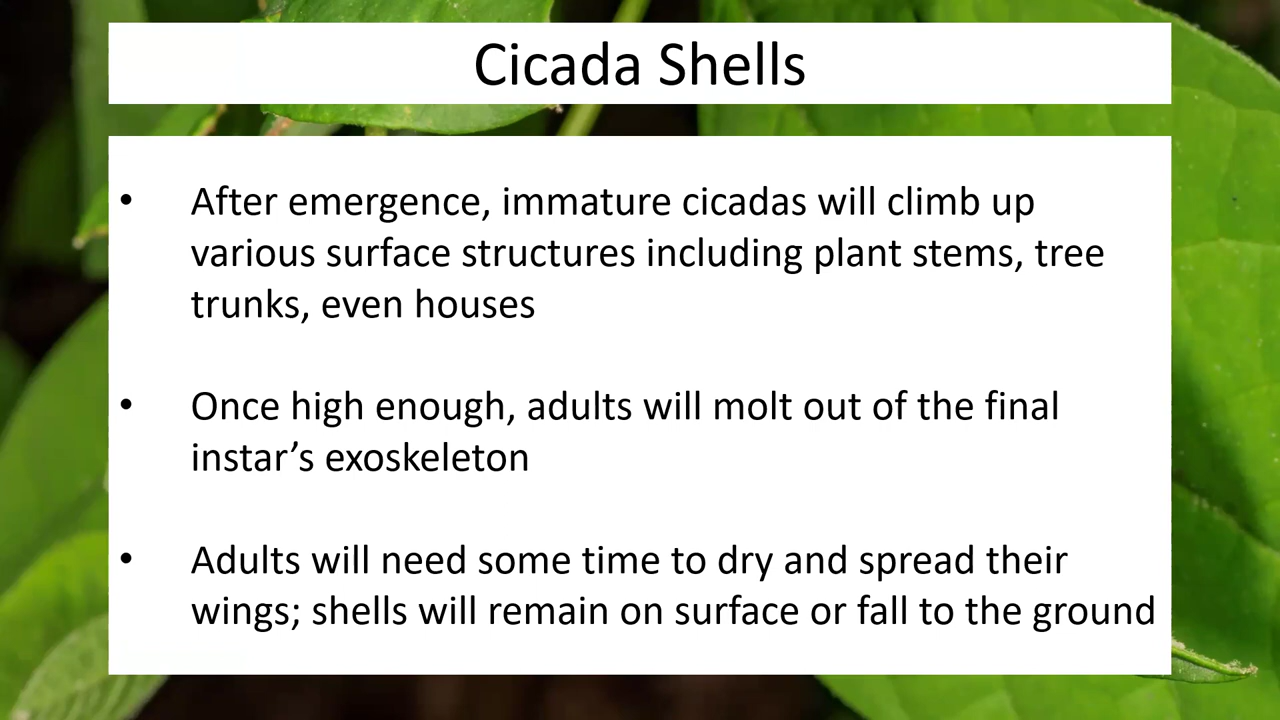 Cicada Shells
• After emergence, immature cicadas will climb up
various surface structures including plant stems, tree
trunks, even houses
• Once high enough, adults will molt out of the final
instar’s exoskeleton
• Adults will need some time to dry and spread their
wings; shells will remain on surface or fall to the ground